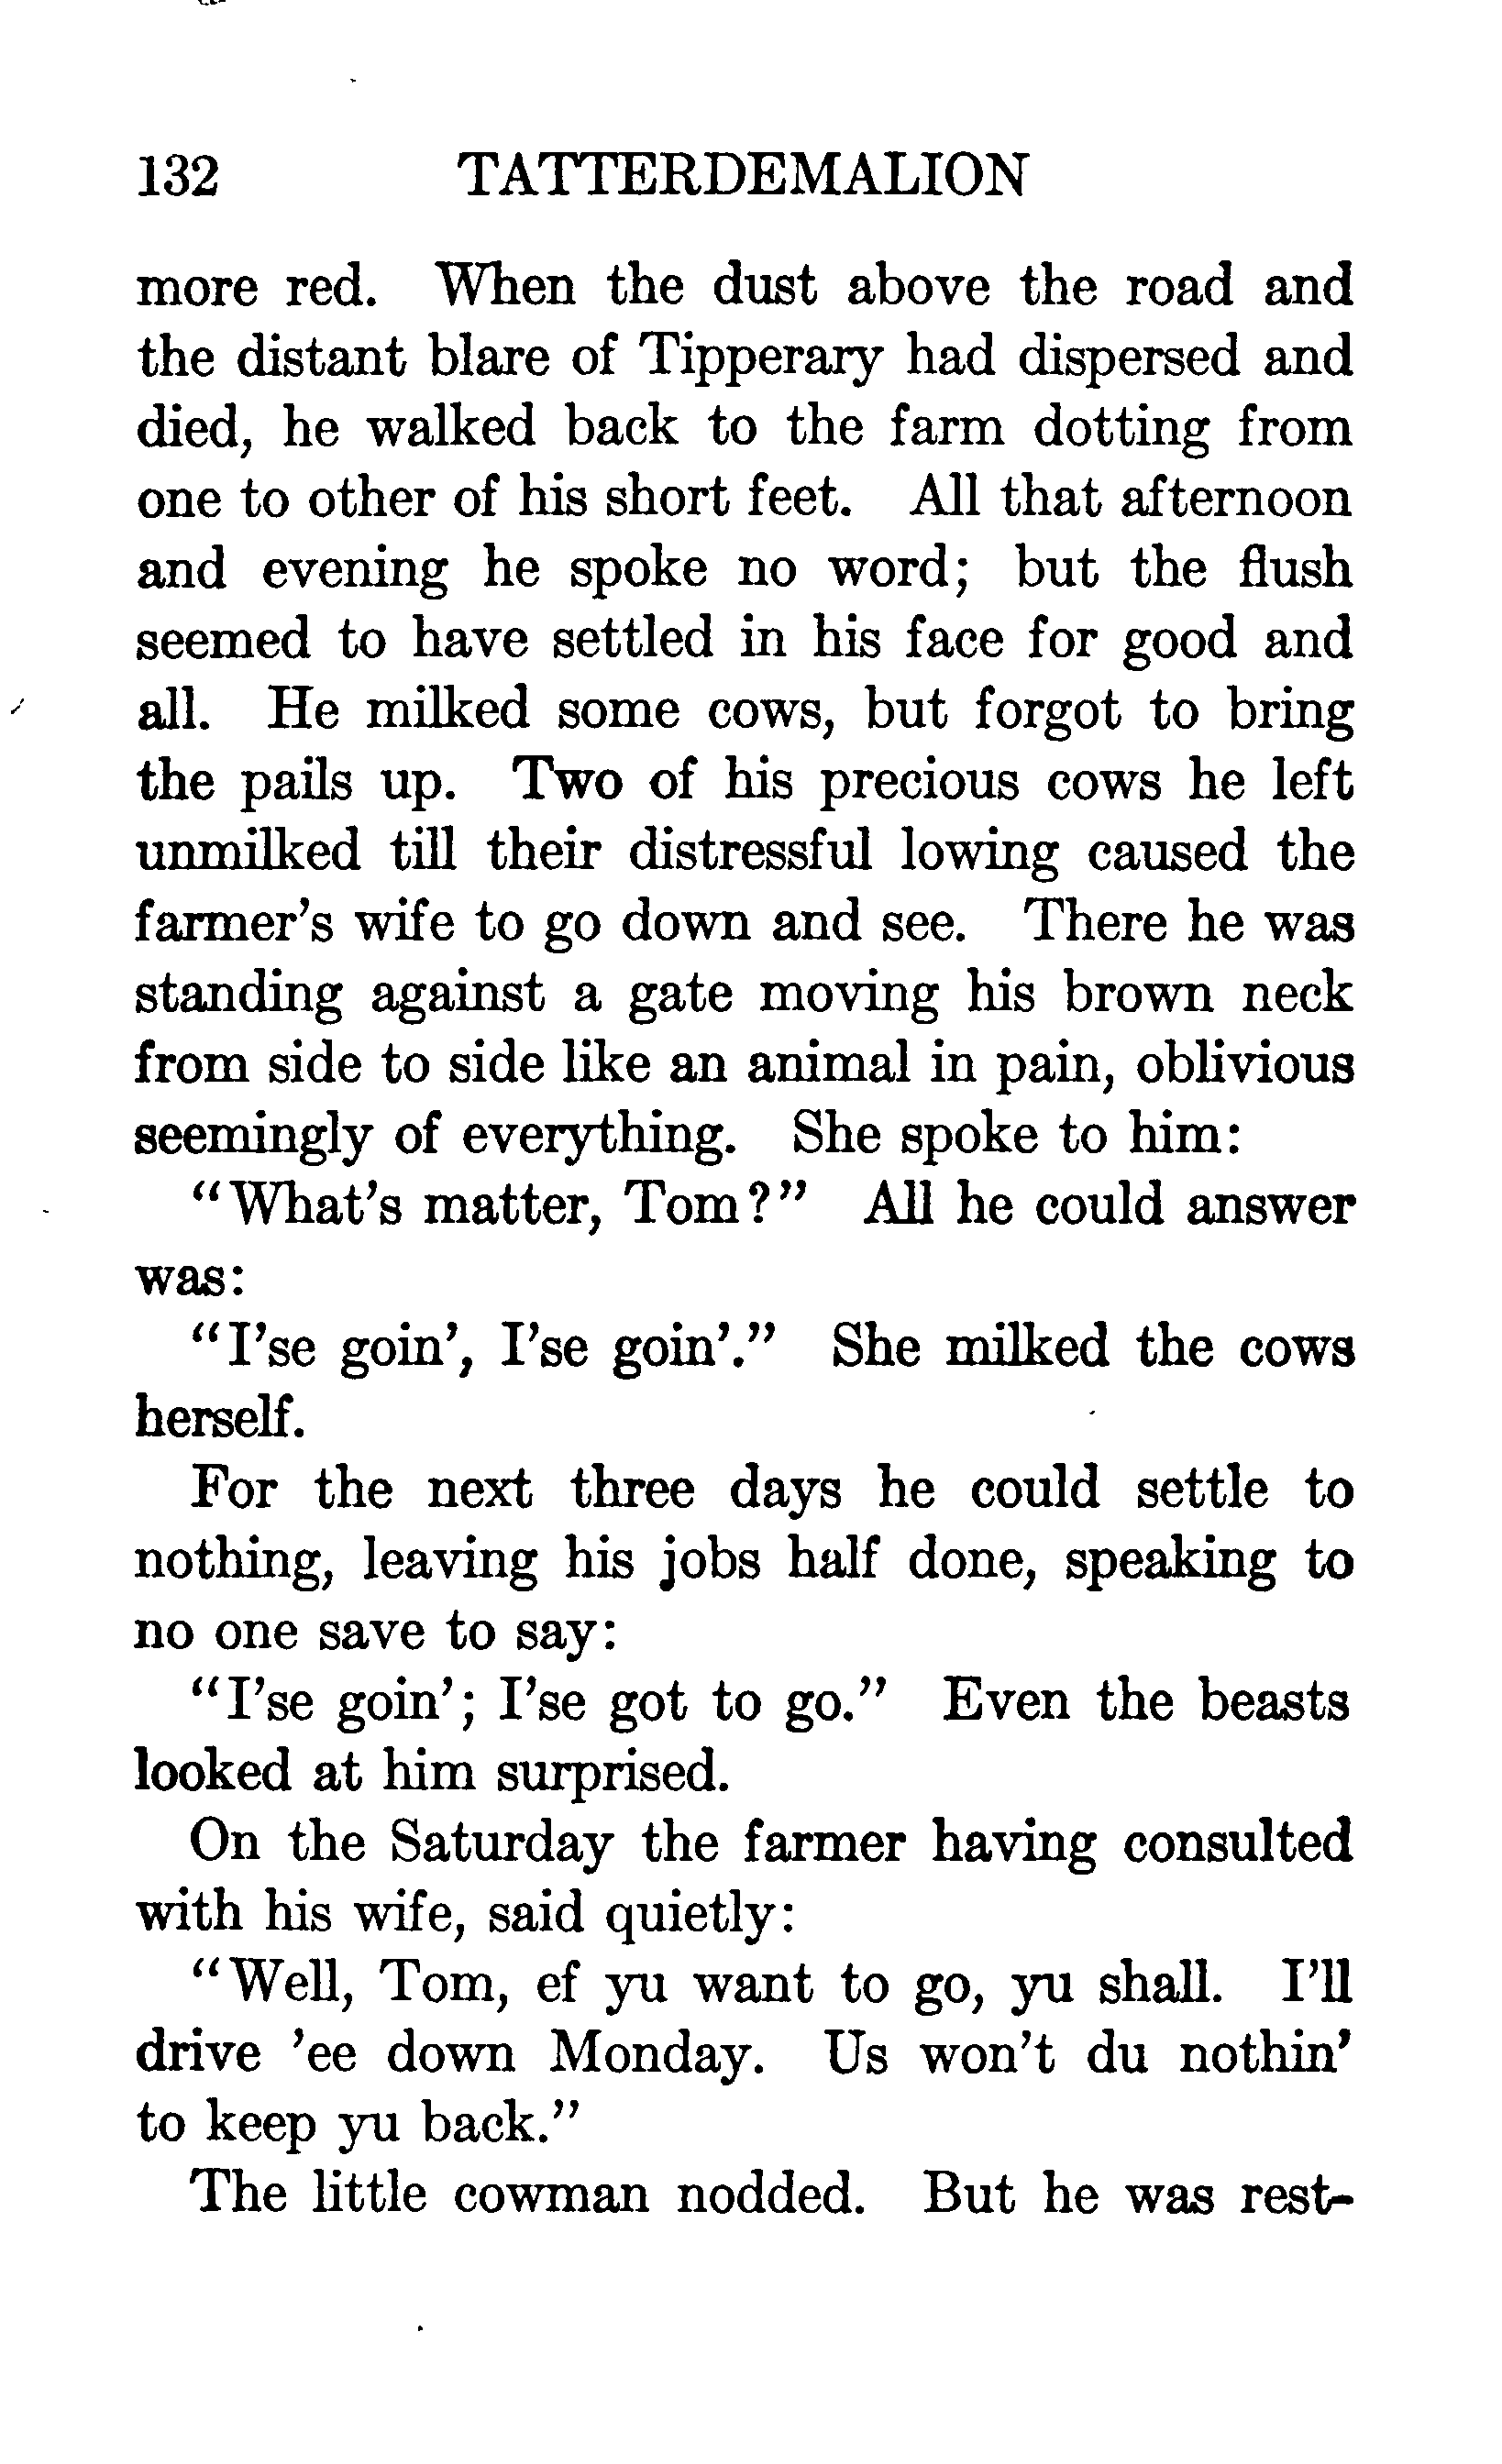 132 TATTERDEMALION
more red. When the dust above the road and
the distant blare of Tipperary had dispersed and
died, he walked back to the farm dotting from
one to other of his short feet. All that afternoon
and evening he spoke no word; but the flush
seemed to have settled in his face for good and
all. He milked some cows, but forgot to bring
the pails up. Two of his precious cows he left
unmilked till their distressful lowing caused the
farmer's wife to go down and see. There he was
standing against a gate moving his brown neck
from side to side like an animal in pain, oblivious
seemingly of everything. She spoke to him:
"What's matter, Tom?" All he could answer
was:
"I'se goin', I'se goin'." She milked the cows
herself.
For the next three days he could settle to
nothing, leaving his jobs half done, speaking to
no one save to say:
"I'se goin'; I'se got to go." Even the beasts
looked at him surprised.
On the Saturday the farmer having consulted
with his wife, said quietly:
"Well, Tom, ef yu want to go, yu shall. I'll
drive 'ee down Monday. Us won't du nothin'
to keep yu back."
The little cowman nodded. But he was rest-